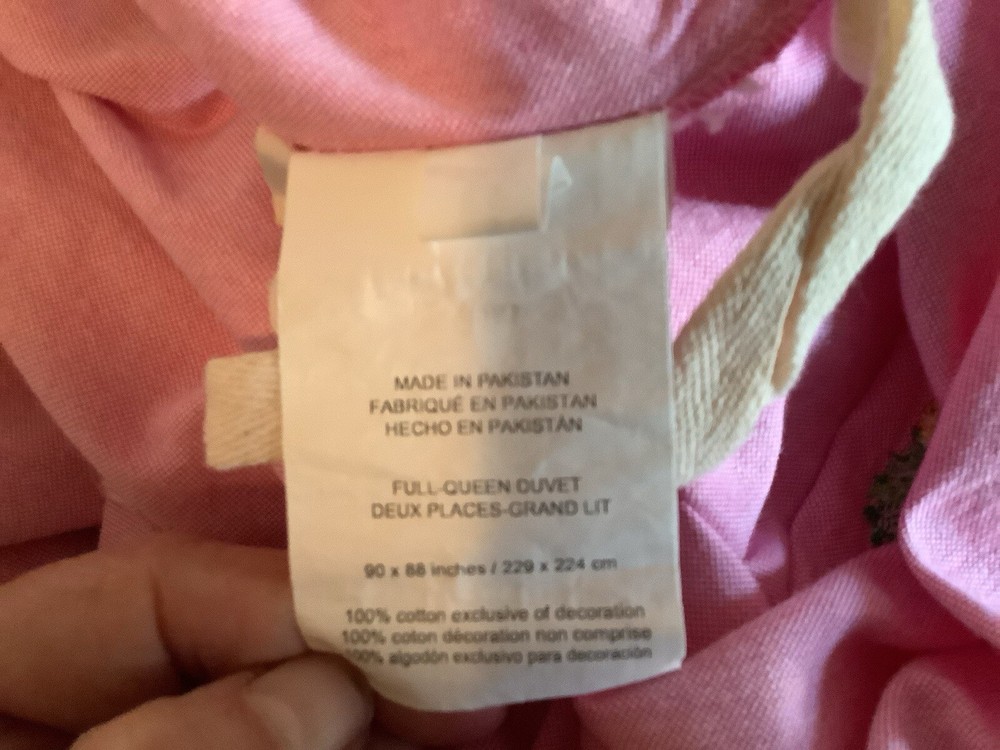 MADE IN PAKISTAN
FABRIQUÉ EN PAKISTAN
HECHO EN PAKISTÁN
FULL-QUEEN DUVET
DEUX PLACES-GRAND LIT
90 x 88 inches / 229 x 224 cm
100% cotton exclusive of decoration
100% coton décoration non comprise
100% algodón exclusivo para decoración